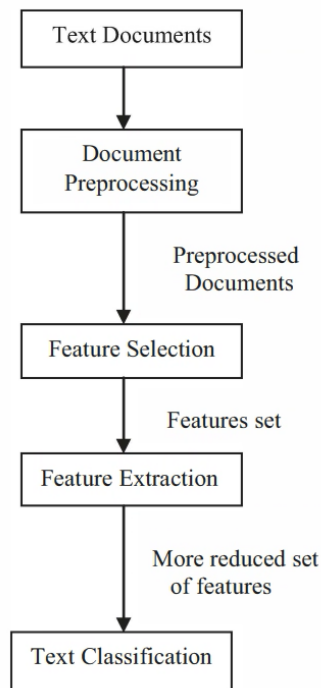 Text Documents
Document
Preprocessing
Preprocessed
Documents
Feature Selection
Features set
Feature Extraction
More reduced set
of features
Text Classification